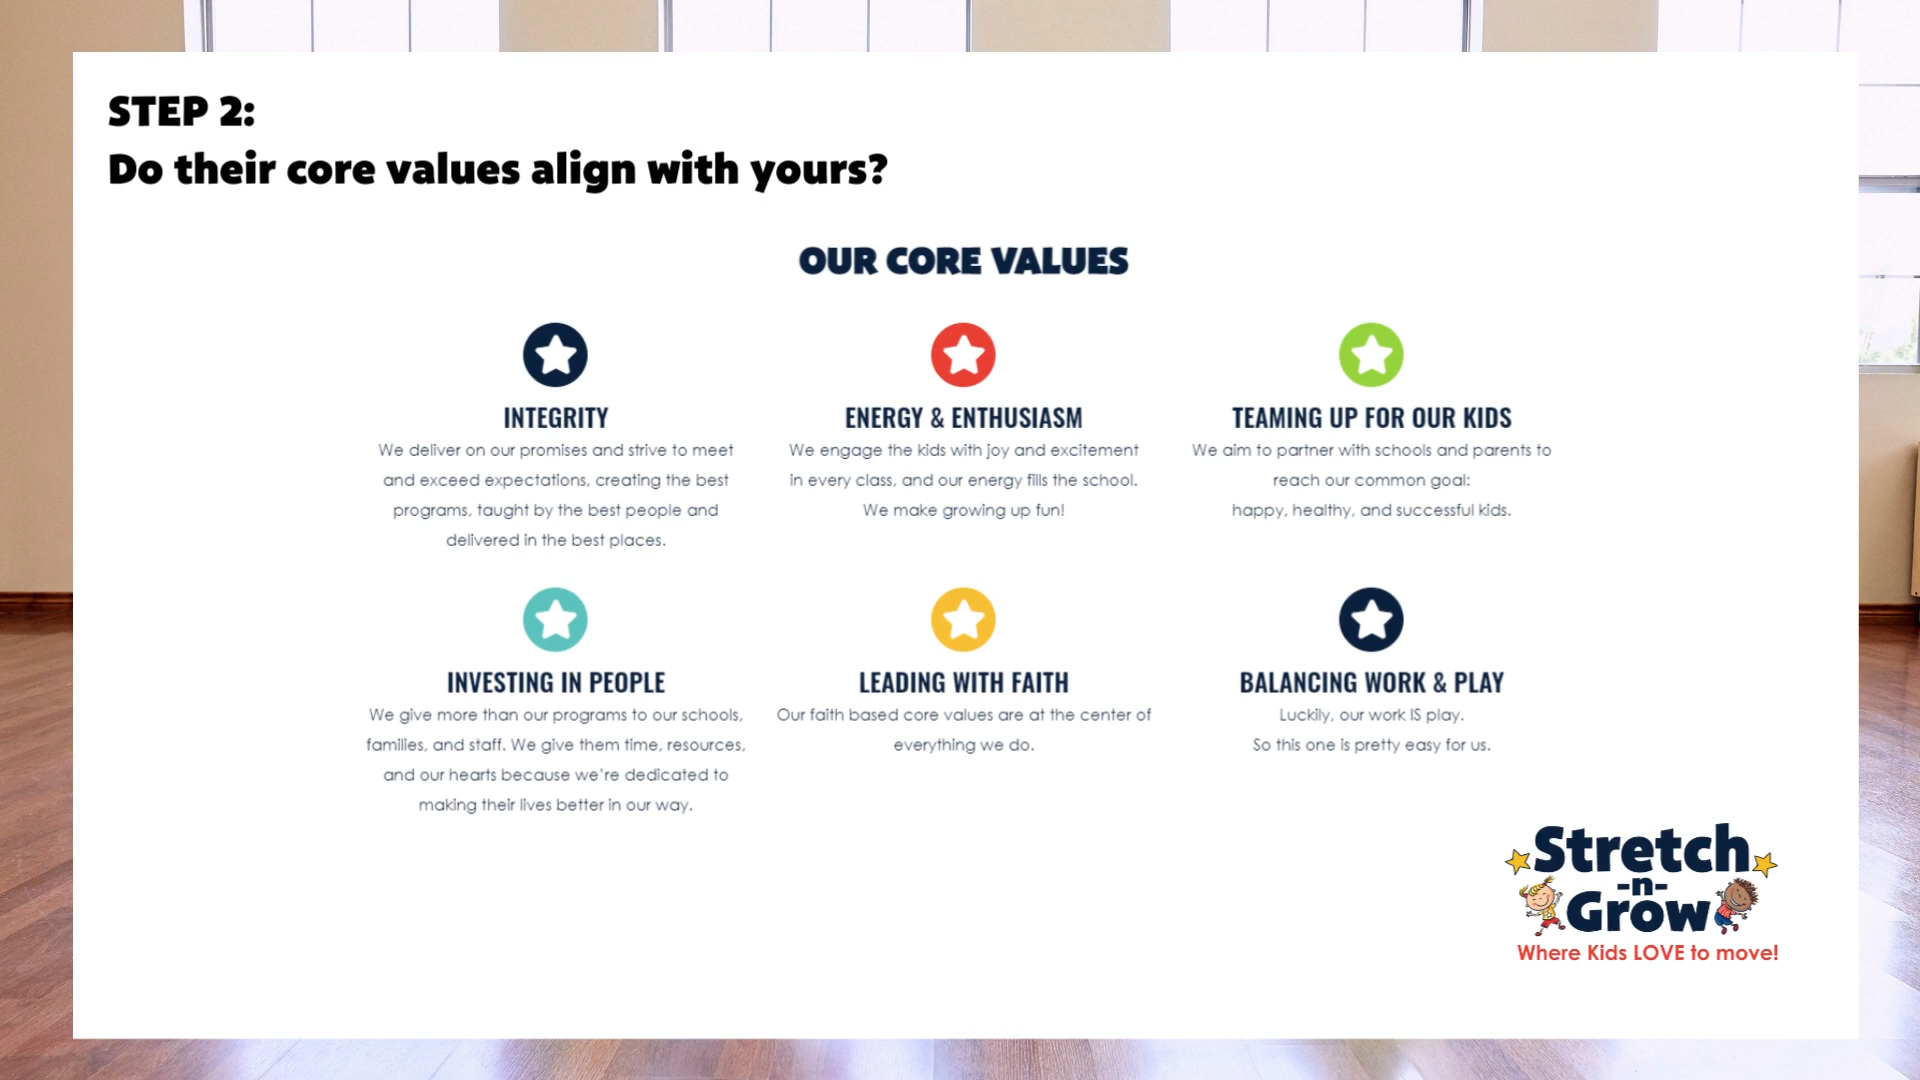 STEP 2:
Do their core values align with yours?
OUR CORE VALUES
INTEGRITY
We deliver on our promises and strive to meet
and exceed expectations, creating the best
programs, taught by the best people and
delivered in the best places.
ENERGY & ENTHUSIASM
We engage the kids with joy and excitement
in every class, and our energy fills the school.
We make growing up fun!
TEAMING UP FOR OUR KIDS
We aim to partner with schools and parents to
reach our common goal:
happy, healthy, and successful kids.
INVESTING IN PEOPLE
We give more than our programs to our schools,
families, and staff. We give them time, resources,
and our hearts because we're dedicated to
making their lives better in our way.
LEADING WITH FAITH
Our faith based core values are at the center of
everything we do.
BALANCING WORK & PLAY
Luckily, our work IS play.
So this one is pretty easy for us.
Stretch
-n-
Grow
Where Kids LOVE to move!